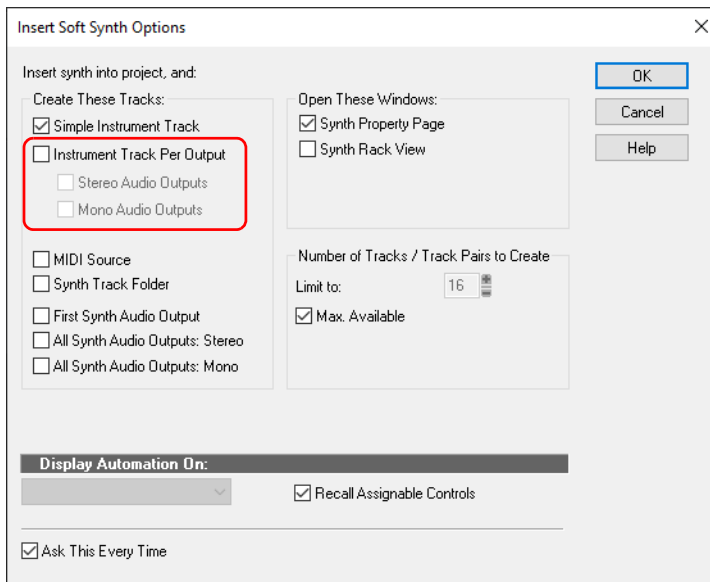 Insert Soft Synth Options
Insert synth into project, and:
Create These Tracks:
Simple Instrument Track
Instrument Track Per Output
Stereo Audio Outputs
Mono Audio Outputs
MIDI Source
Synth Track Folder
First Synth Audio Output
All Synth Audio Outputs: Stereo
All Synth Audio Outputs: Mono
Open These Windows:
Synth Property Page
Synth Rack View
Number of Tracks / Track Pairs to Create
Limit to: 16
Max. Available
OK
Cancel
Help
Display Automation On:
Recall Assignable Controls
Ask This Every Time